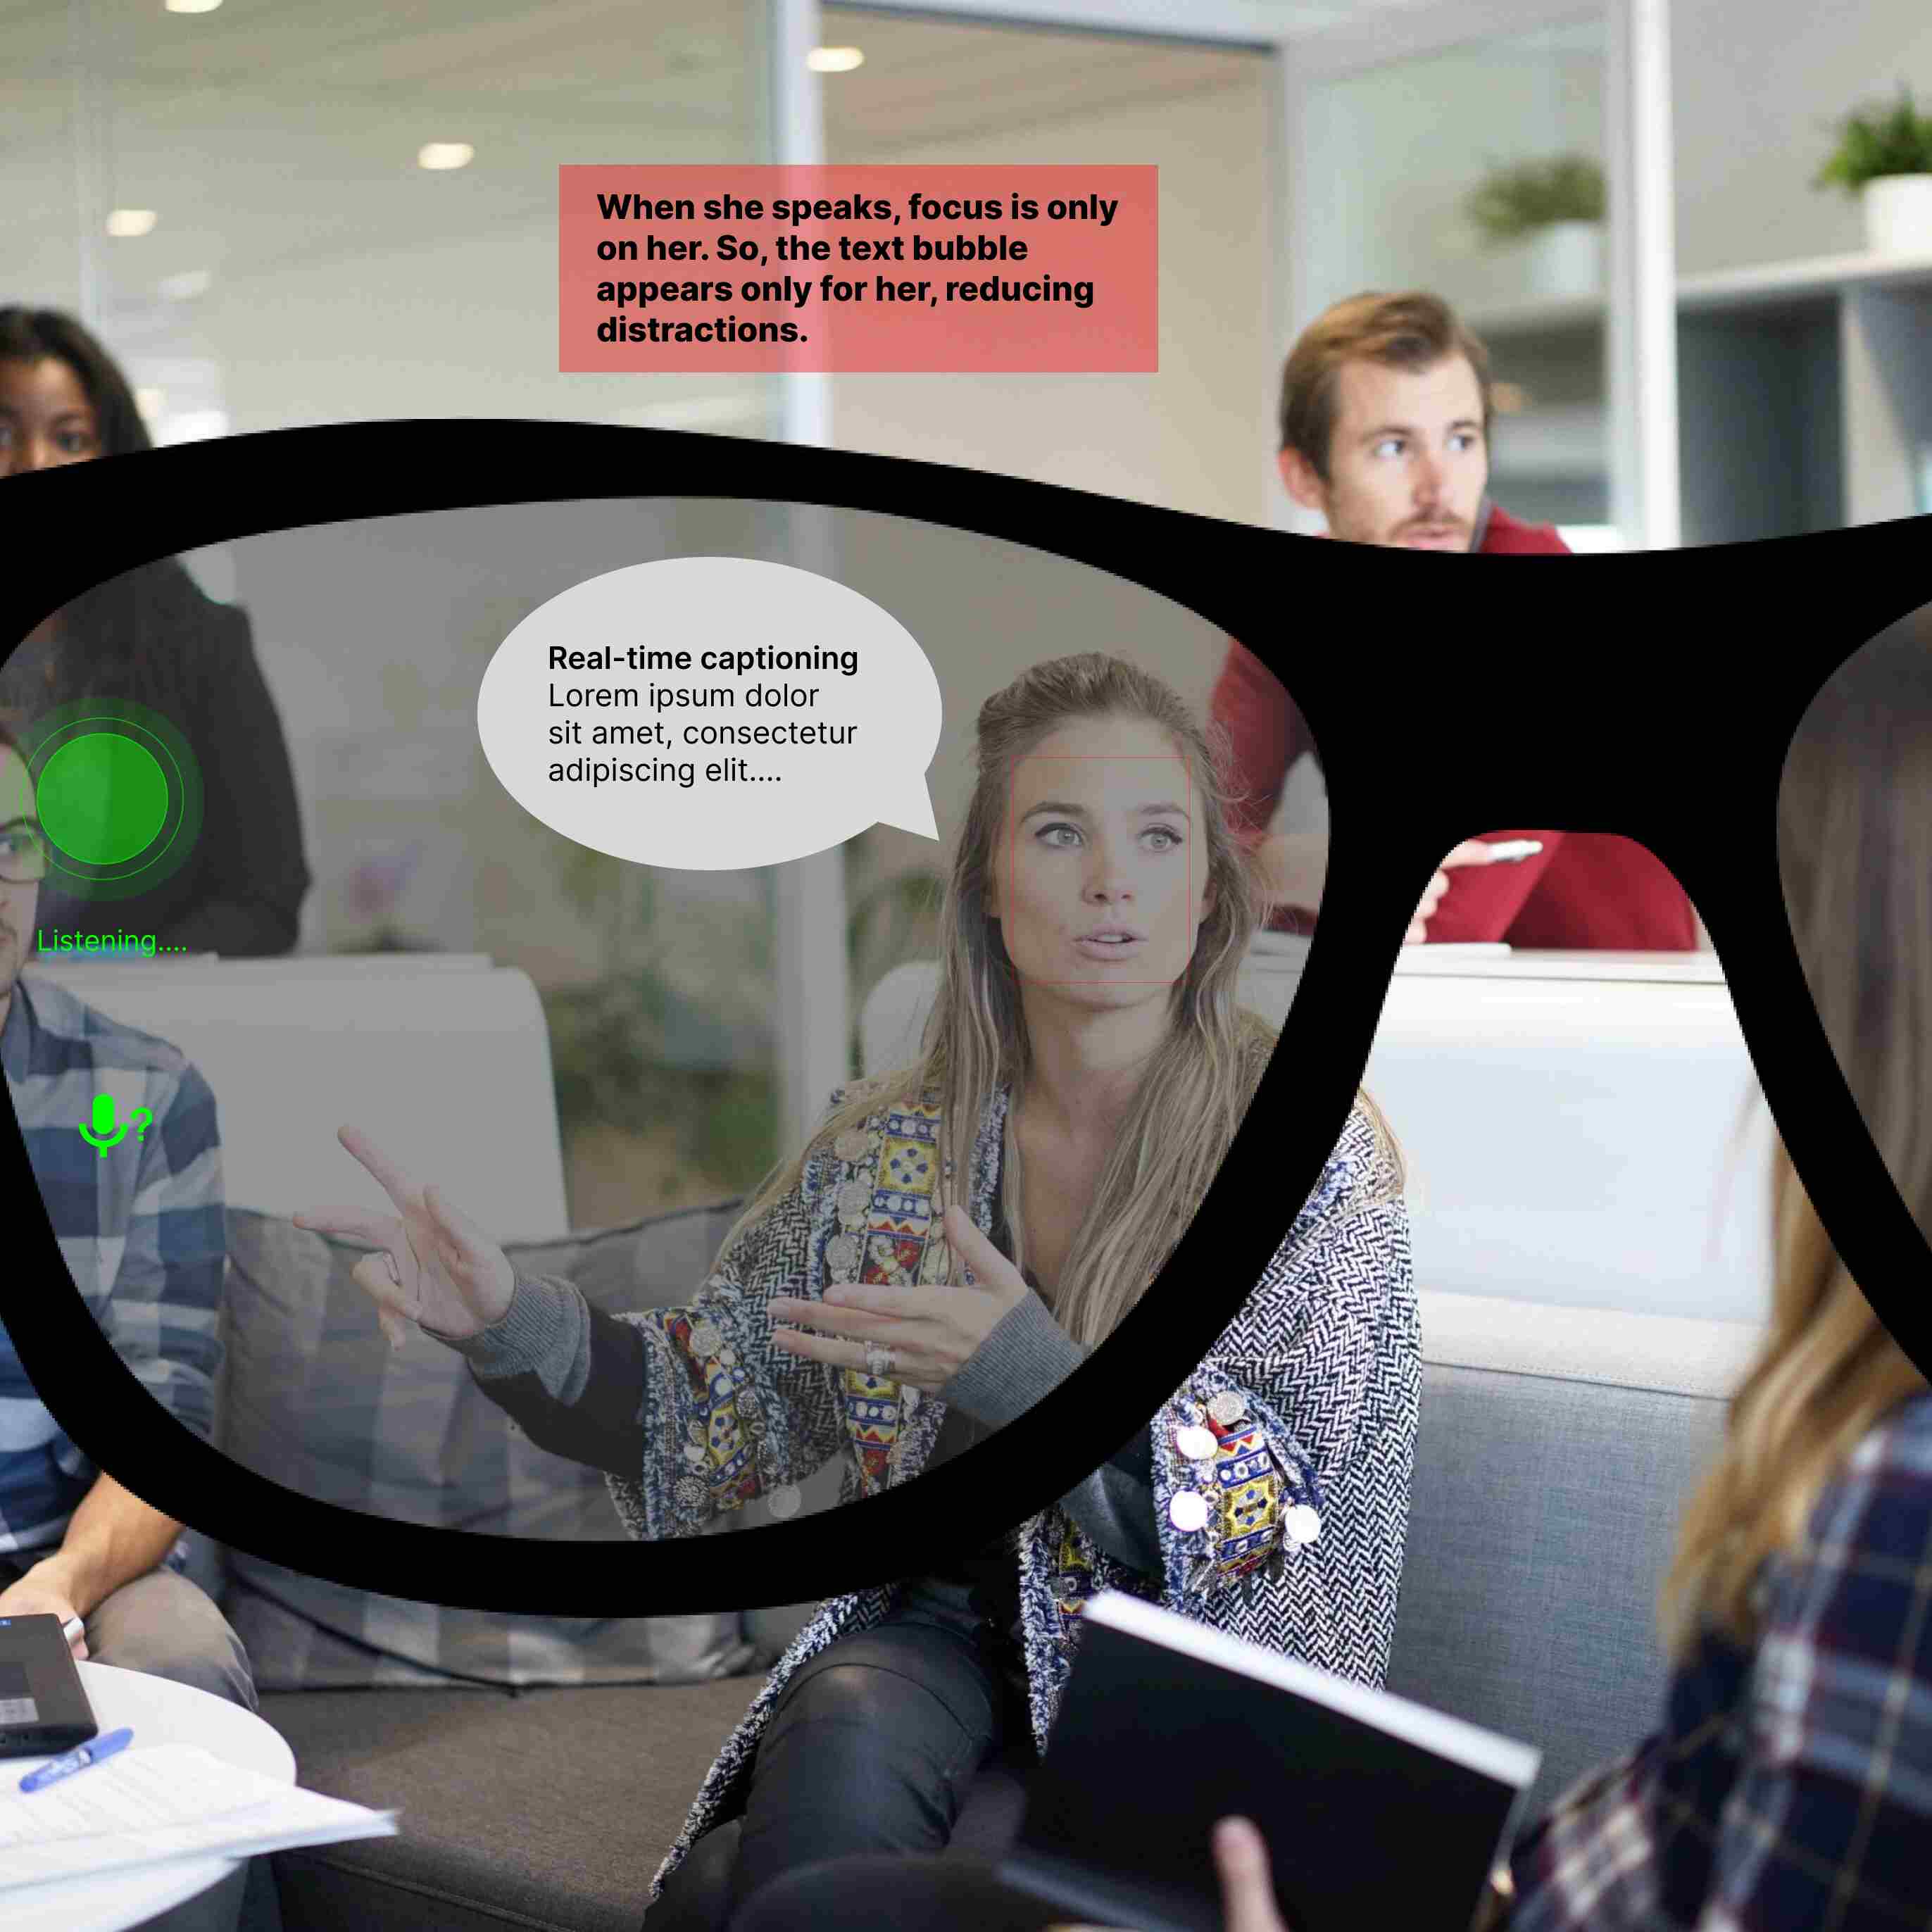 When she speaks, focus is only
on her. So, the text bubble
appears only for her, reducing
distractions.
Real-time captioning
Lorem ipsum dolor
sit amet, consectetur
adipiscing elit....
Listening....
?